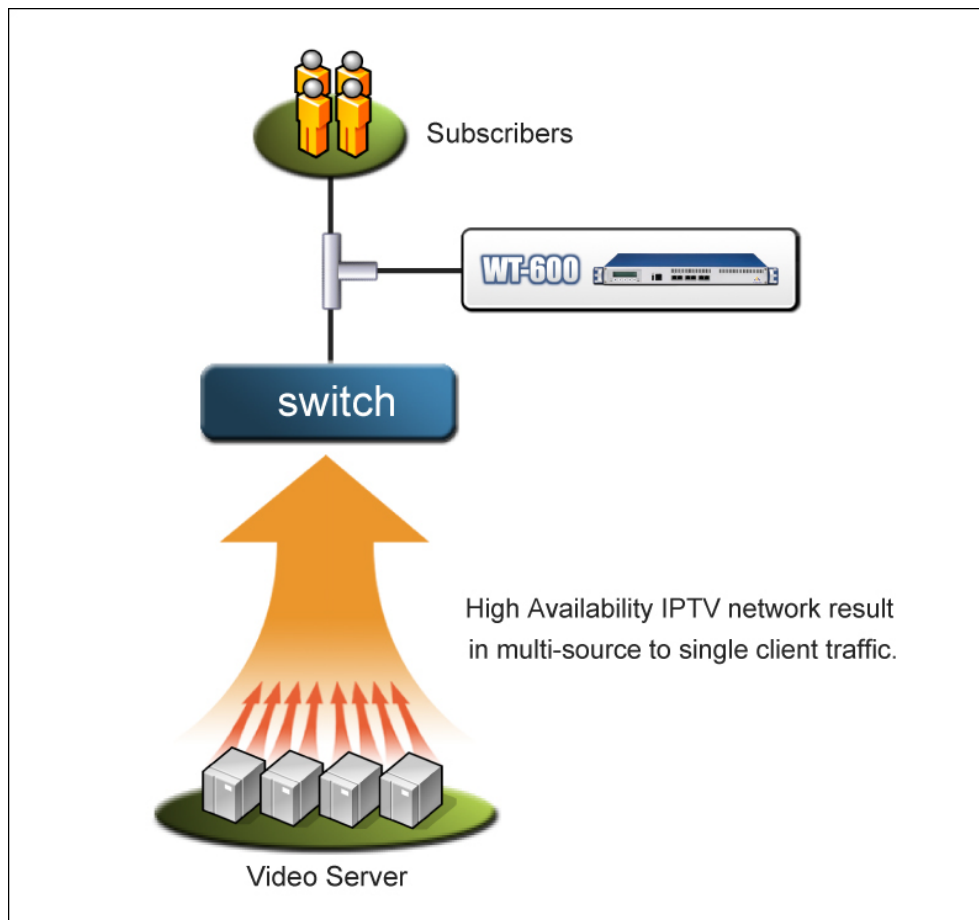 Subscribers
WT-600
switch
High Availability IPTV network result
in multi-source to single client traffic.
Video Server